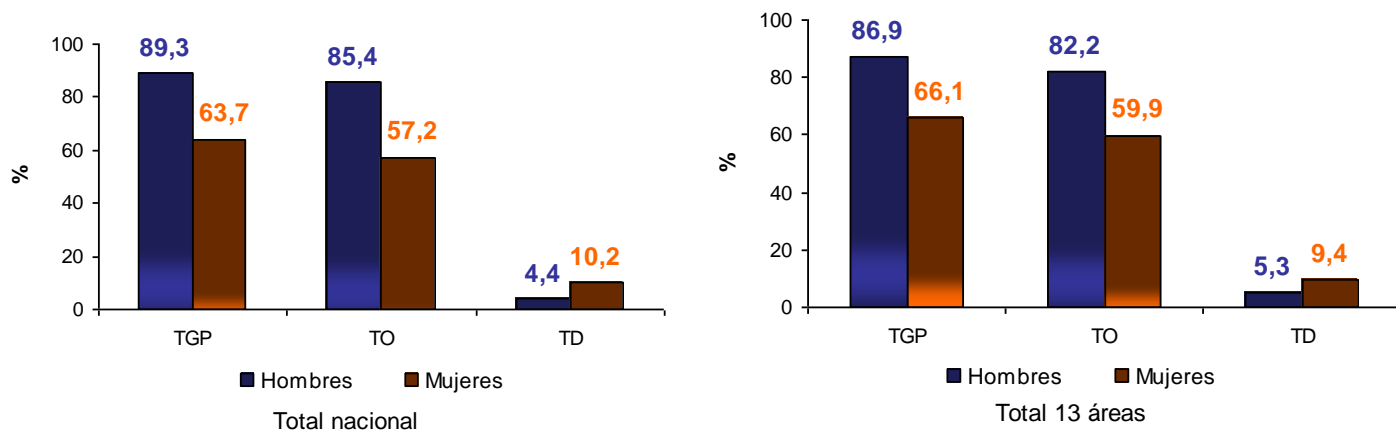 100
80
60
40
20
0
%
89,3
63,7
85,4
57,2
4,4
10,2
TGP
TO
TD
Hombres
Mujeres
Total nacional
100
80
60
40
20
0
%
86,9
66,1
82,2
59,9
5,3
9,4
TGP
TO
TD
Hombres
Mujeres
Total 13 áreas